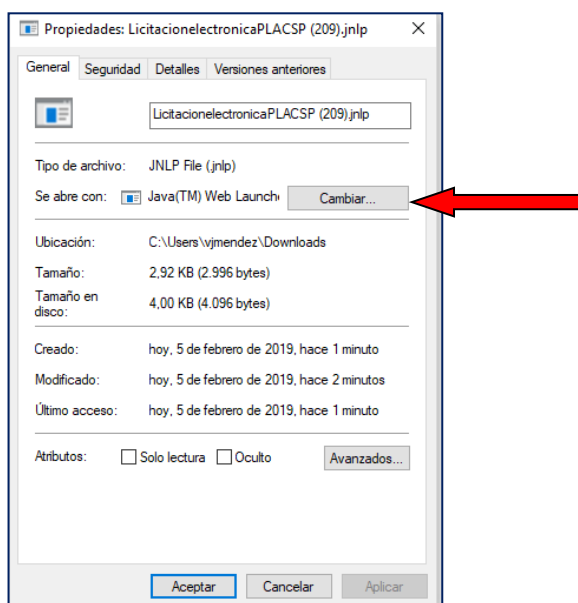 Propiedades: LicitacionelectronicaPLACSP (209).jnlp
General Seguridad Detalles Versiones anteriores
LicitacionelectronicaPLACSP (209).jnlp
Tipo de archivo: JNLP File (.jnlp)
Se abre con: Java(TM) Web Launch Cambiar...
Ubicación: C:\Users\vjmendez\Downloads
Tamaño: 2,92 KB (2.996 bytes)
Tamaño en
disco: 4,00 KB (4.096 bytes)
Creado: hoy, 5 de febrero de 2019, hace 1 minuto
Modificado: hoy, 5 de febrero de 2019, hace 2 minutos
Último acceso: hoy, 5 de febrero de 2019, hace 1 minuto
Atributos: Solo lectura Oculto Avanzados...
Aceptar Cancelar Aplicar